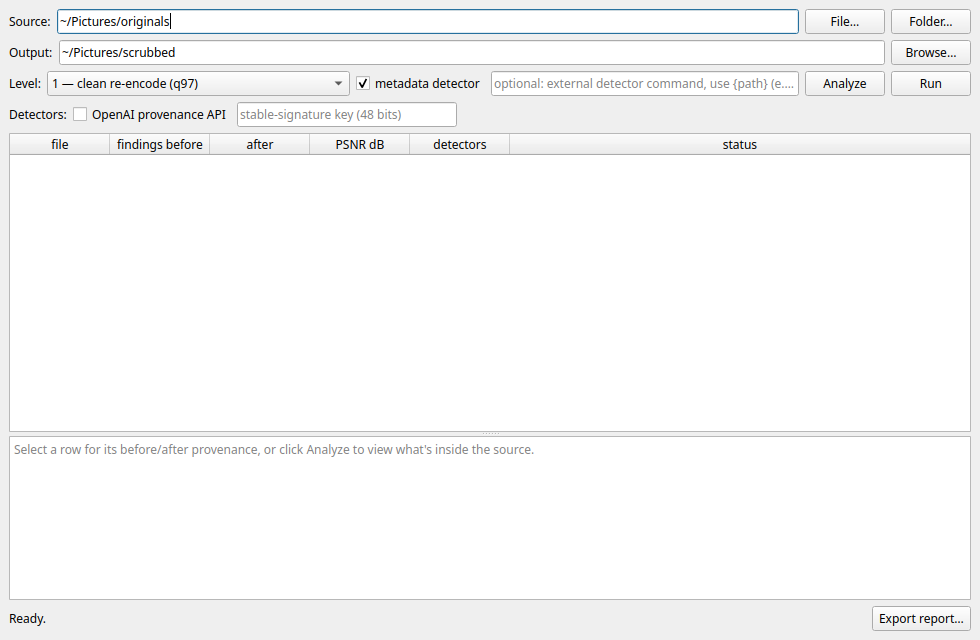 Source: ~/Pictures/originals File... Folder...
Output: ~/Pictures/scrubbed Browse...
Level: 1 — clean re-encode (q97) metadata detector optional: external detector command, use {path} (e.... Analyze Run
Detectors: OpenAI provenance API stable-signature key (48 bits)
file findings before after PSNR dB detectors status
Select a row for its before/after provenance, or click Analyze to view what's inside the source.
Ready. Export report...